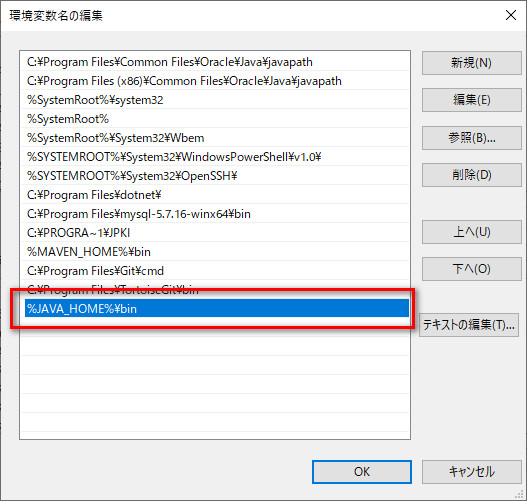 環境変数名の編集
C:¥Program Files¥Common Files¥Oracle¥Java¥javapath
C:¥Program Files (x86)¥Common Files¥Oracle¥Java¥javapath
%SystemRoot%¥system32
%SystemRoot%
%SystemRoot%¥System32¥Wbem
%SYSTEMROOT%¥System32¥WindowsPowerShell¥v1.0¥
%SYSTEMROOT%¥System32¥OpenSSH¥
C:¥Program Files¥dotnet¥
C:¥Program Files¥mysql-5.7.16-winx64¥bin
C:¥PROGRA~1¥JPKI
%MAVEN_HOME%¥bin
C:¥Program Files¥Git¥cmd
C:¥Program Files¥TortoiseGit¥bin
%JAVA_HOME%¥bin
新規(N)
編集(E)
参照(B)...
削除(D)
上へ(U)
下へ(O)
テキストの編集(T)...
OK
キャンセル